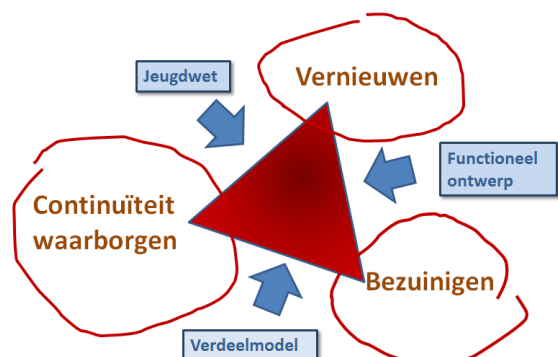 Jeugdwet
Vernieuwen
Functioneel
ontwerp
Continuïteit
waarborgen
Bezuinigen
Verdeelmodel